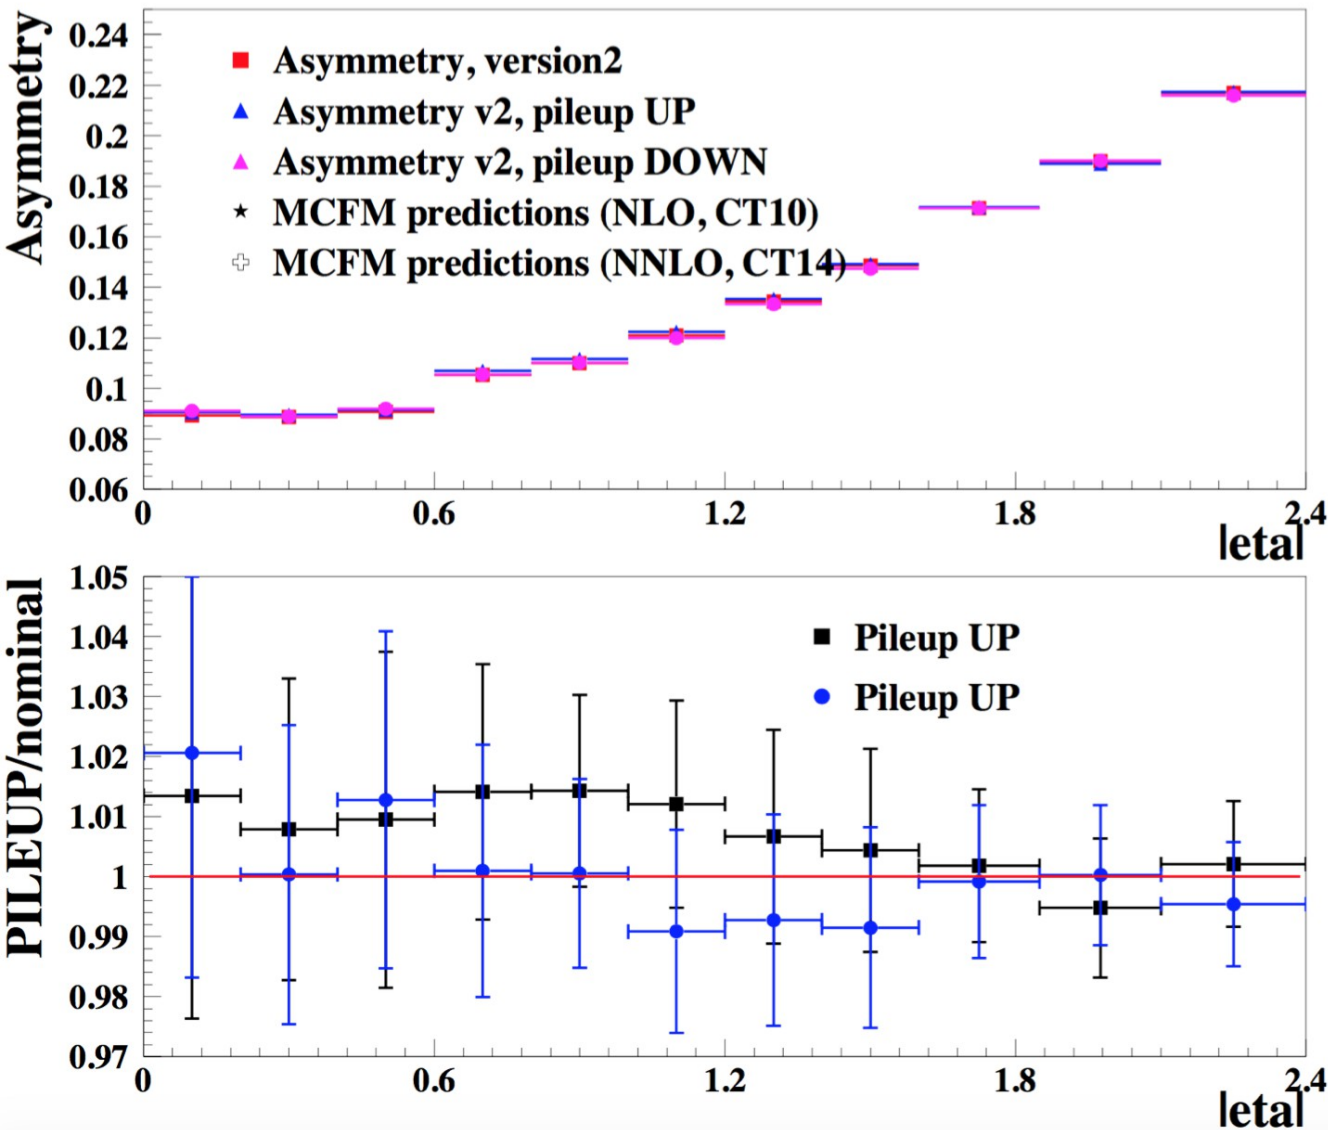 Asymmetry
0.24
0.22
0.2
0.18
0.16
0.14
0.12
0.1
0.08
0.06
Asymmetry, version2
Asymmetry v2, pileup UP
Asymmetry v2, pileup DOWN
MCFM predictions (NLO, CT10)
MCFM predictions (NNLO, CT14)
0 0.6 1.2 1.8 2.4
|eta|
PILEUP/nominal
1.05
1.04
1.03
1.02
1.01
1
0.99
0.98
0.97
Pileup UP
Pileup UP
0 0.6 1.2 1.8 2.4
|eta|